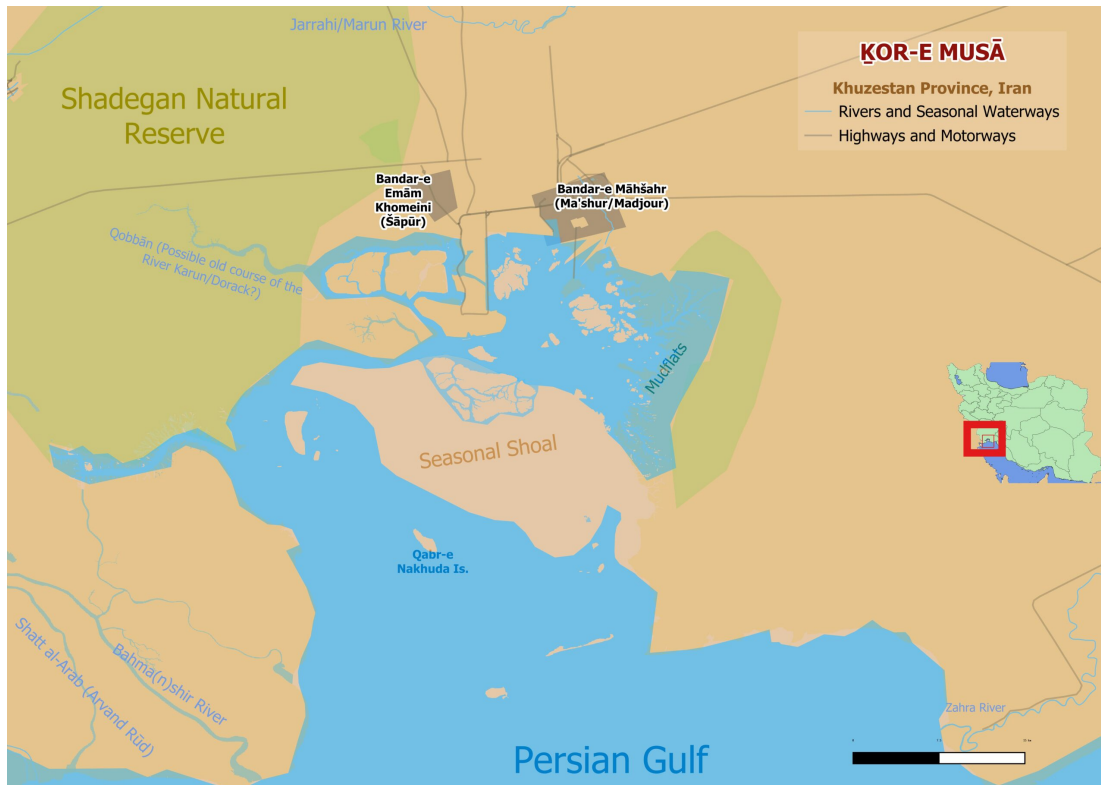 Jarrahi/Marun River
ḴOR-E MUSĀ
Khuzestan Province, Iran
Rivers and Seasonal Waterways
Highways and Motorways
Shadegan Natural
Reserve
Bandar-e
Emām
Khomeini
(Šāpūr)
Bandar-e Māhšahr
(Ma'shur/Madjour)
Qobbān (Possible old course of the
River Karun/Dorack?)
Mudflats
Seasonal Shoal
Qabr-e
Nakhuda Is.
Shatt al-Arab (Arvand Rūd)
Bahma(n)shir River
Zahra River
Persian Gulf